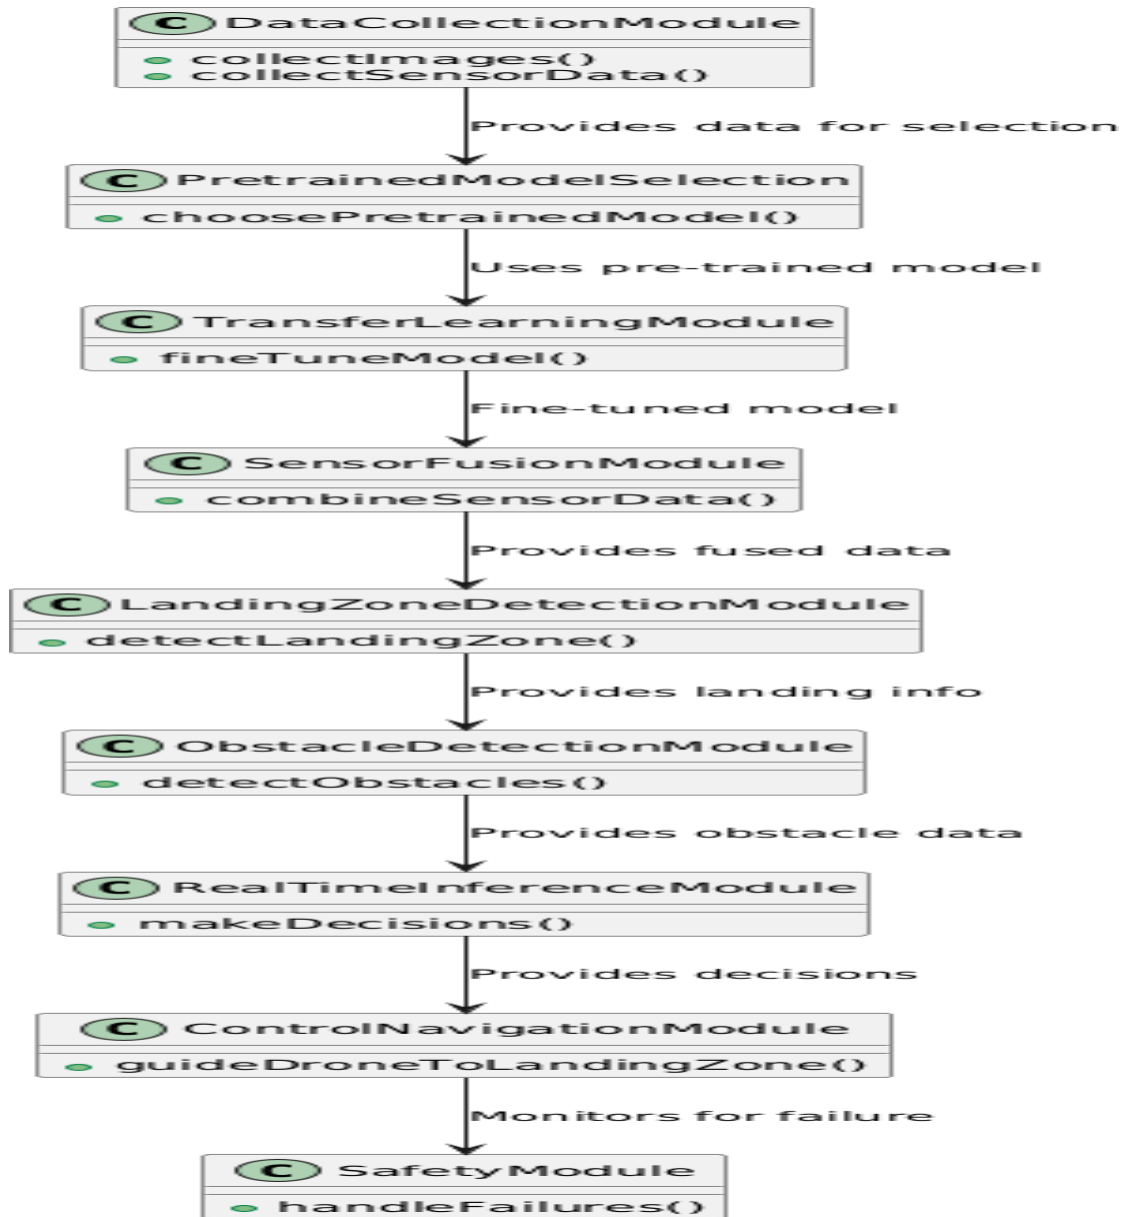 C DataCollectionModule
collectImages()
collectSensorData()
Provides data for selection
C PretrainedModelSelection
choosePretrainedModel()
Uses pre-trained model
C TransferLearningModule
fineTuneModel()
Fine-tuned model
C SensorFusionModule
combineSensorData()
Provides fused data
C LandingZoneDetectionModule
detectLandingZone()
Provides landing info
C ObstacleDetectionModule
detectObstacles()
Provides obstacle data
C RealTimeInferenceModule
makeDecisions()
Provides decisions
C ControlNavigationModule
guideDroneToLandingZone()
Monitors for failure
C SafetyModule
handleFailures()